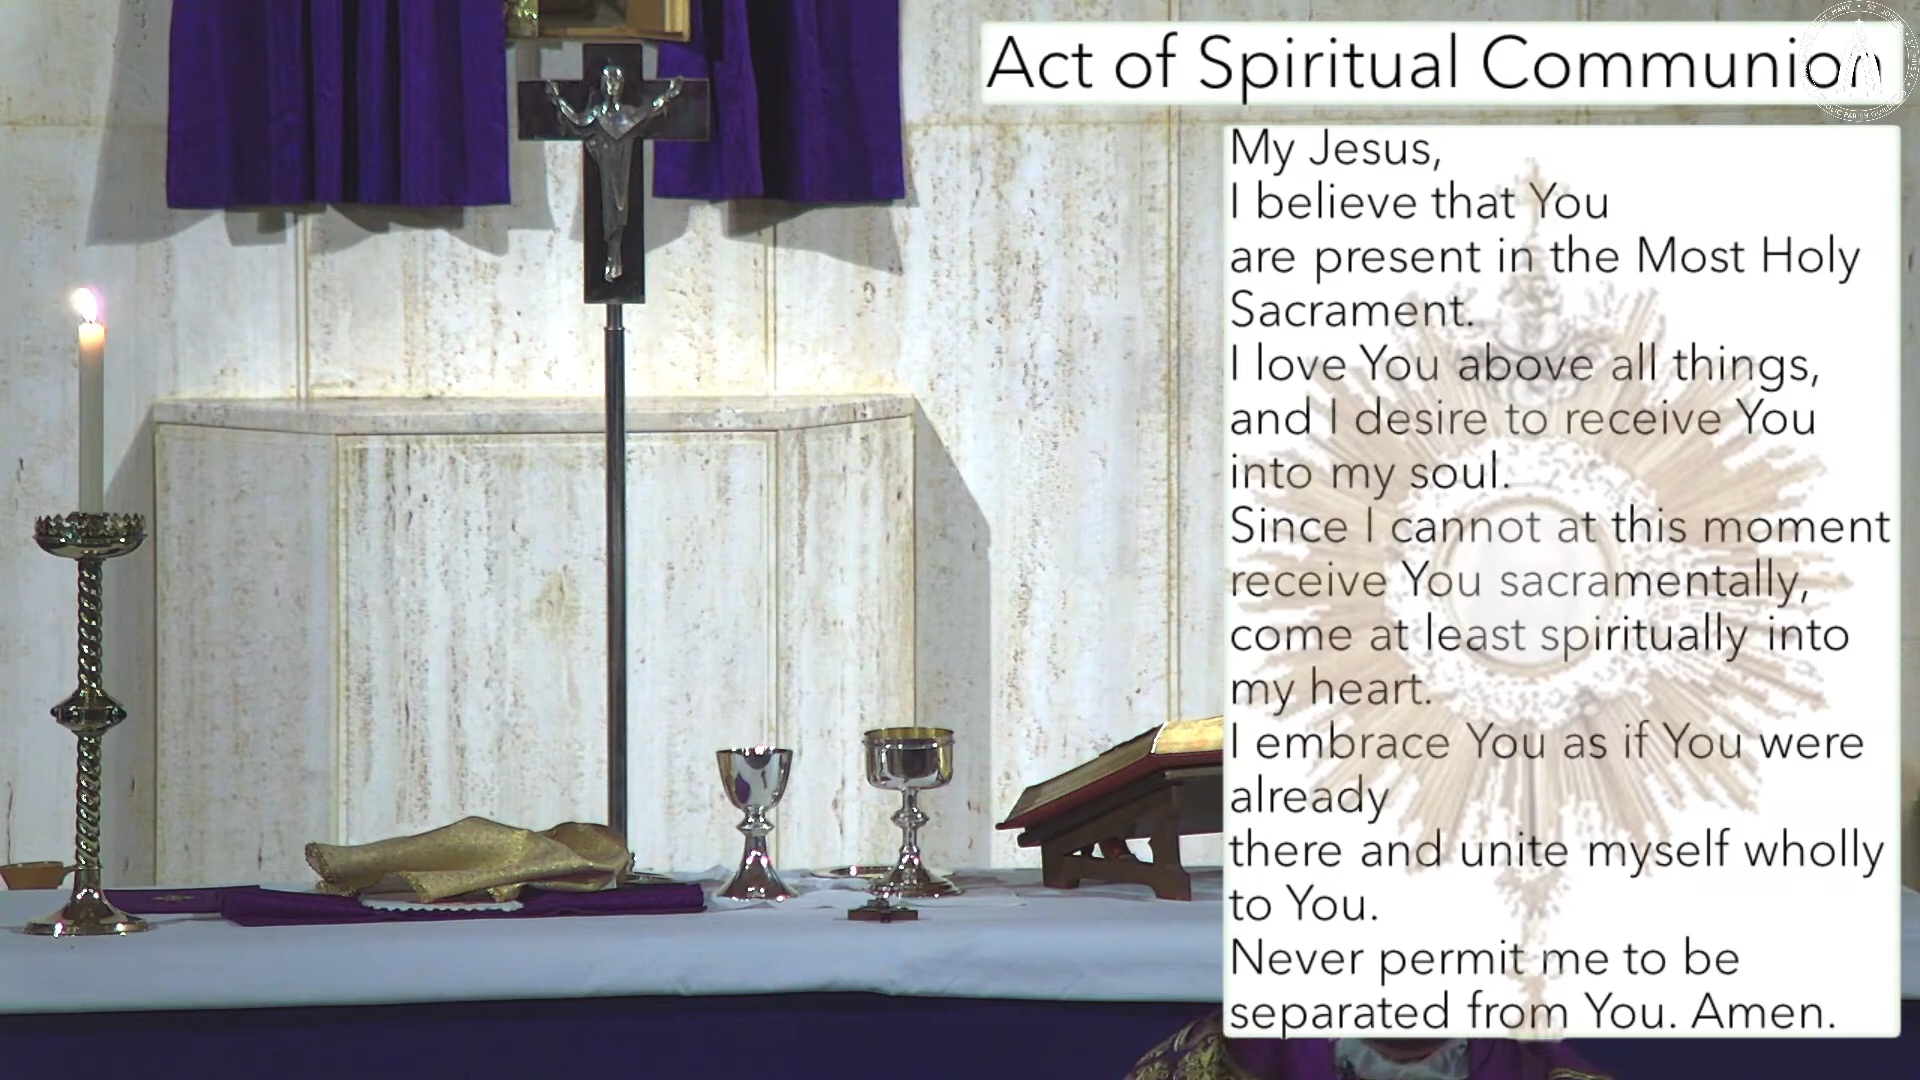 Act of Spiritual Communion
My Jesus,
I believe that You
are present in the Most Holy
Sacrament.
I love You above all things,
and I desire to receive You
into my soul.
Since I cannot at this moment
receive You sacramentally,
come at least spiritually into
my heart.
I embrace You as if You were
already
there and unite myself wholly
to You.
Never permit me to be
separated from You. Amen.